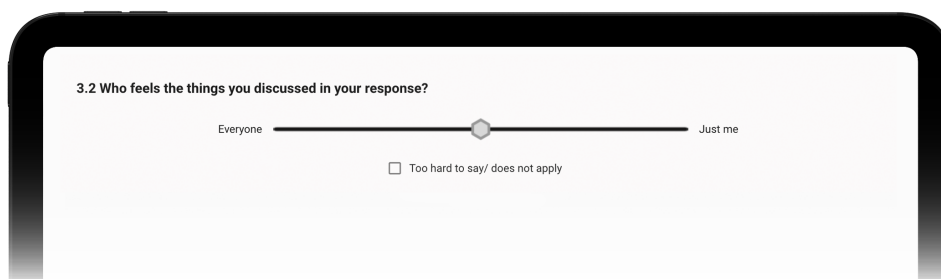 3.2 Who feels the things you discussed in your response?
Everyone Just me
Too hard to say/ does not apply